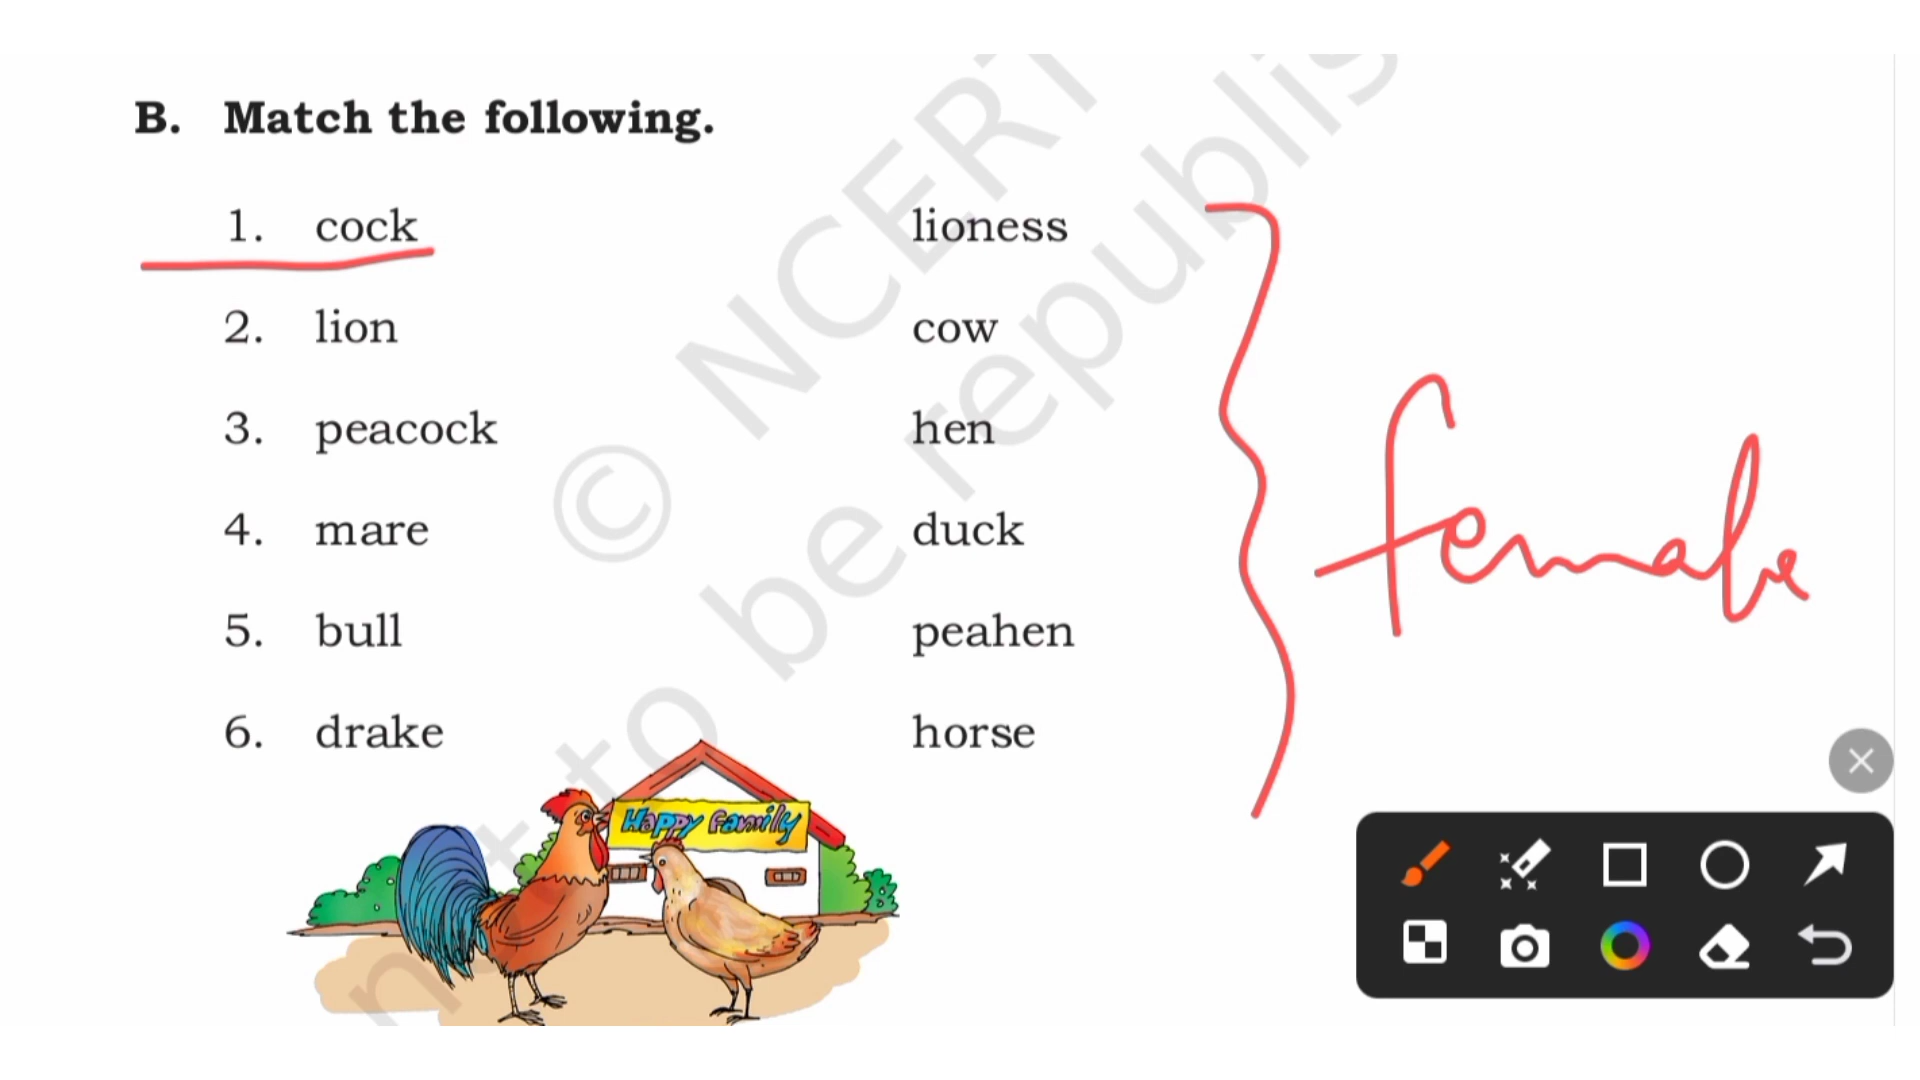 B. Match the following.
1. cock lioness
2. lion cow
3. peacock hen
4. mare duck
5. bull peahen
6. drake horse
female
Happy Family
© NCERT
not to be republis